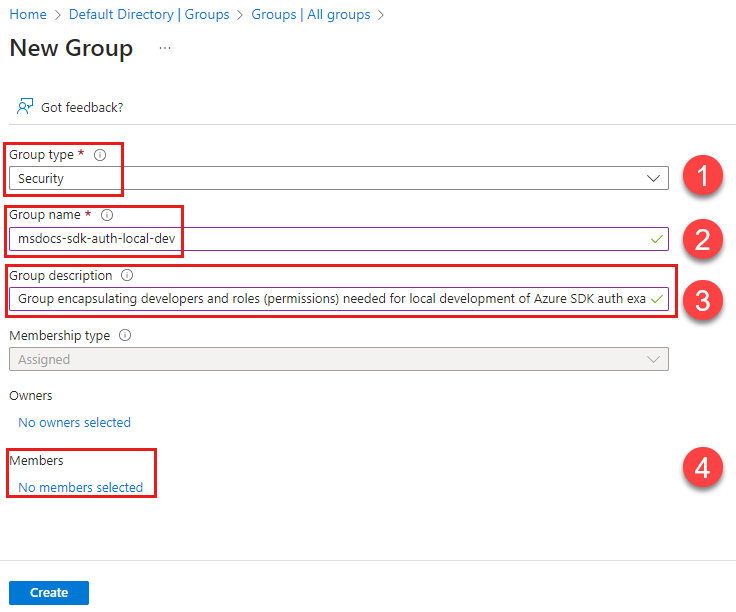 Home > Default Directory | Groups > Groups | All groups >
New Group ...
Got feedback?
Group type *
Security
1
Group name *
msdocs-sdk-auth-local-dev
2
Group description
Group encapsulating developers and roles (permissions) needed for local development of Azure SDK auth exa
3
Membership type
Assigned
Owners
No owners selected
Members
4
No members selected
Create